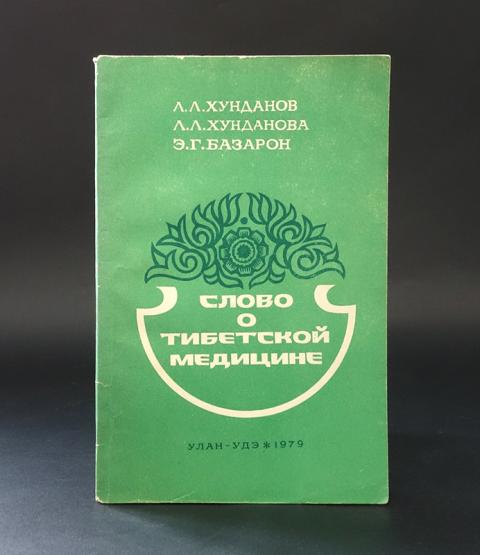 Л.Л.ХУНДАНОВ
Л.Л.ХУНДАНОВА
Э.Г.БАЗАРОН
СЛОВО
О
ТИБЕТСКОЙ
МЕДИЦИНЕ
УЛАН-УДЭ * 1979